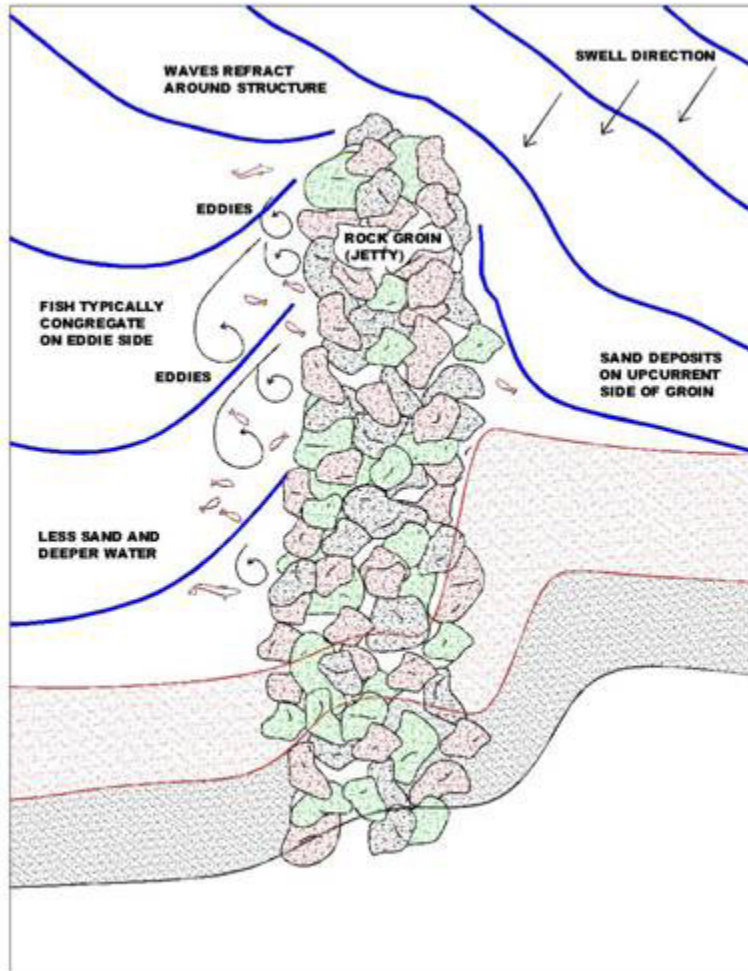 WAVES REFRACT
AROUND STRUCTURE
SWELL DIRECTION
EDDIES
ROCK GROIN
(JETTY)
FISH TYPICALLY
CONGREGATE
ON EDDIE SIDE
EDDIES
SAND DEPOSITS
ON UPCURRENT
SIDE OF GROIN
LESS SAND AND
DEEPER WATER